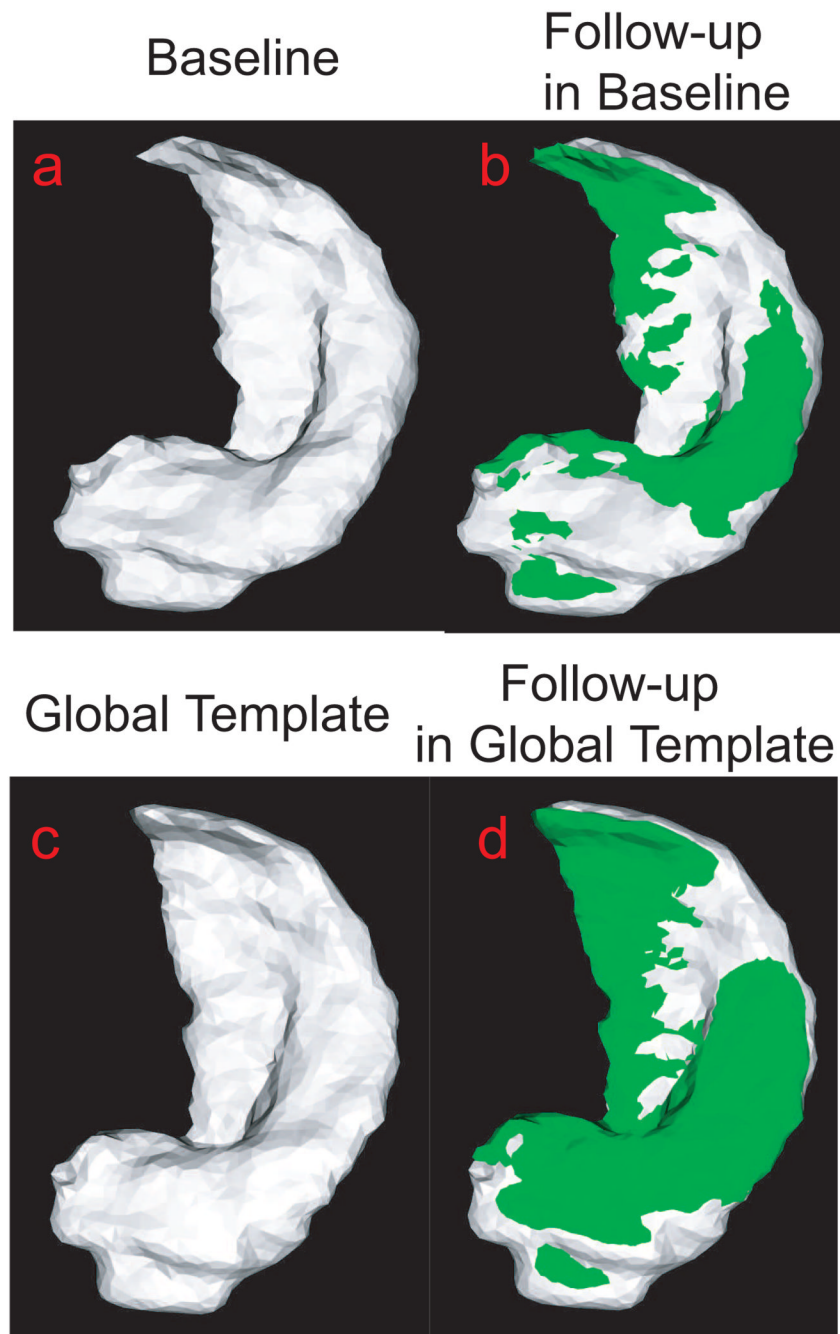 Baseline
Follow-up
in Baseline
a
b
Global Template
Follow-up
in Global Template
c
d